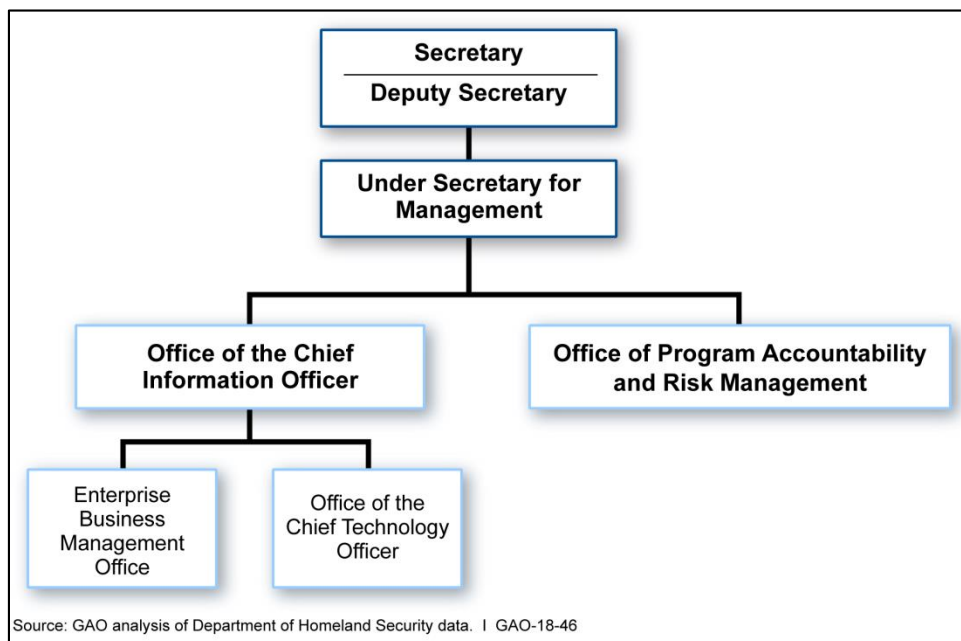 Secretary
Deputy Secretary
Under Secretary for
Management
Office of the Chief
Information Officer
Office of Program Accountability
and Risk Management
Enterprise
Business
Management
Office
Office of the
Chief Technology
Officer
Source: GAO analysis of Department of Homeland Security data. I GAO-18-46